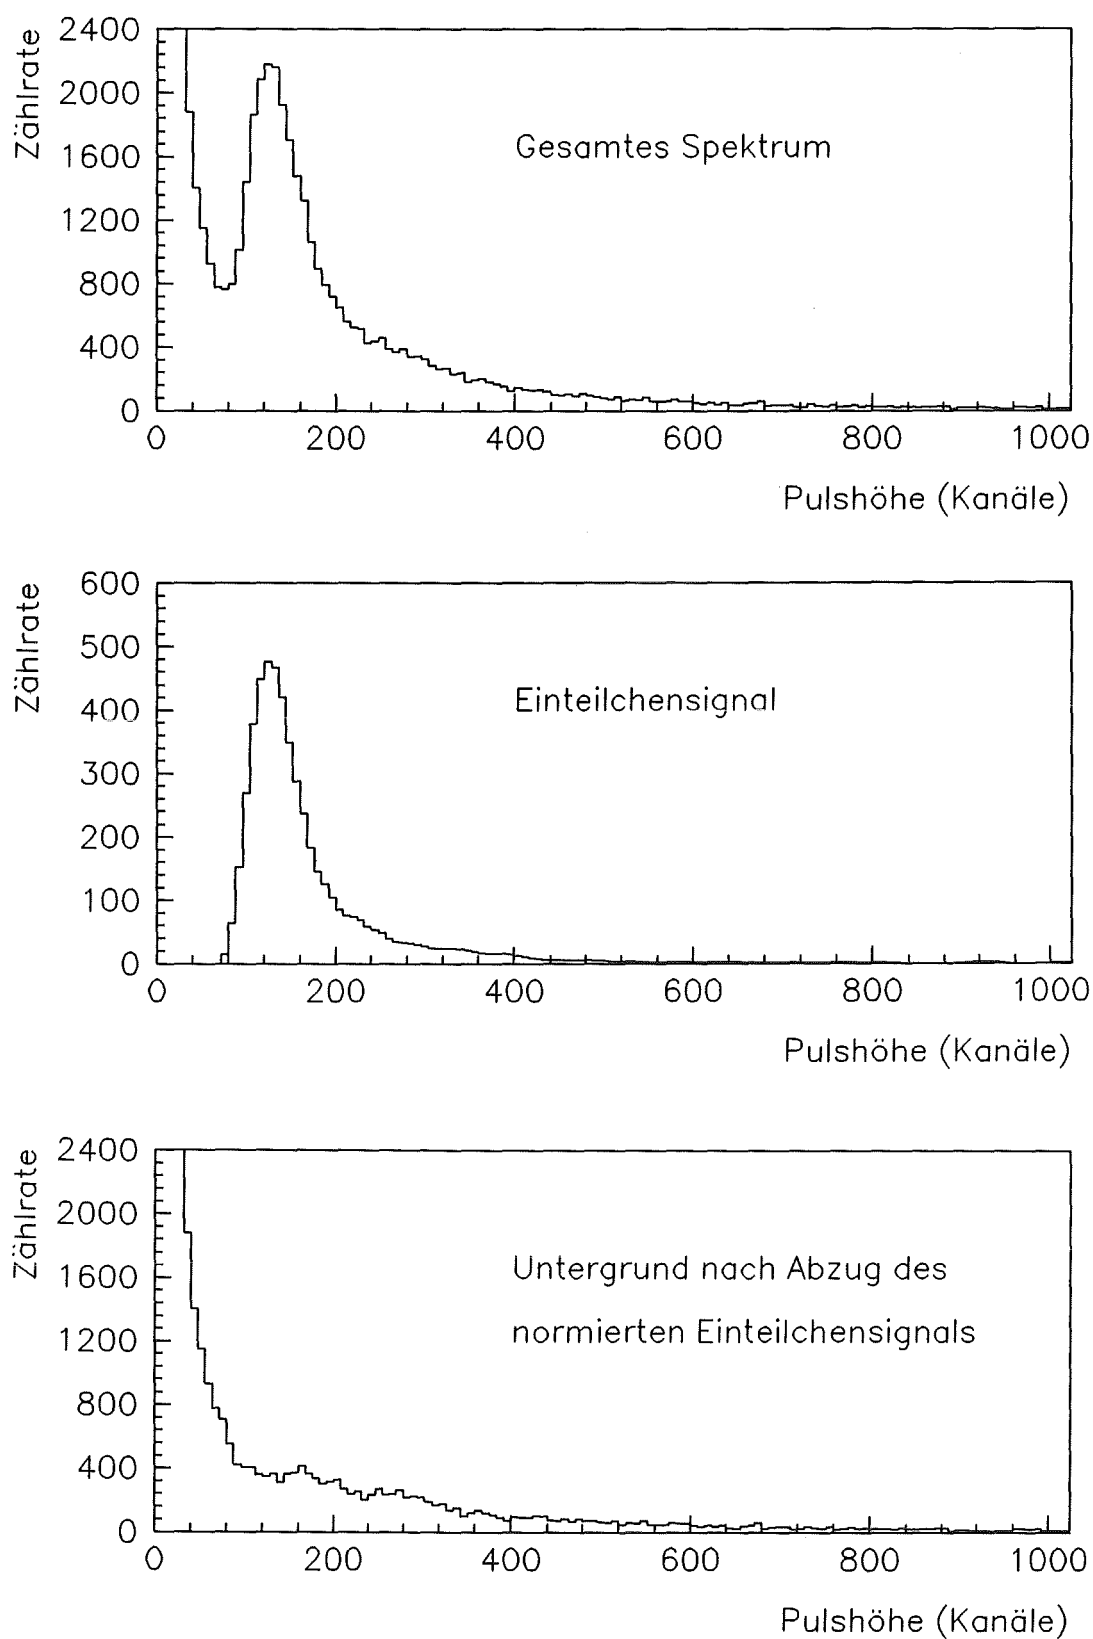 Zählrate
2400
2000
1600
1200
800
400
0
Gesamtes Spektrum
0 200 400 600 800 1000
Pulshöhe (Kanäle)
Zählrate
600
500
400
300
200
100
0
Einteilchensignal
0 200 400 600 800 1000
Pulshöhe (Kanäle)
Zählrate
2400
2000
1600
1200
800
400
0
Untergrund nach Abzug des
normierten Einteilchensignals
0 200 400 600 800 1000
Pulshöhe (Kanäle)